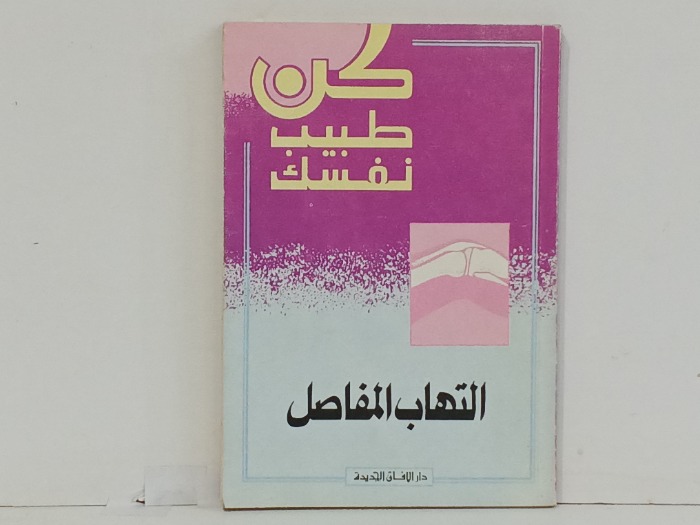 كن
طبيب
نفسك
التهاب المفاصل
دار الآفاق الجديدة